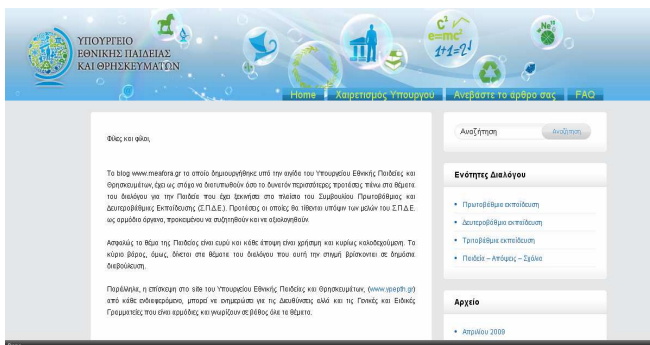 ΥΠΟΥΡΓΕΙΟ
ΕΘΝΙΚΗΣ ΠΑΙΔΕΙΑΣ
ΚΑΙ ΘΡΗΣΚΕΥΜΑΤΩΝ
c²
e=mc²
1+1=2
Ne
Home Χαιρετισμός Υπουργού Ανεβάστε το άρθρο σας FAQ
Φίλες και φίλοι,
Το blog www.meafora.gr το οποίο δημιουργήθηκε υπό την αιγίδα του Υπουργείου Εθνικής Παιδείας και
Θρησκευμάτων, έχει ως στόχο να διατυπωθούν όσο το δυνατόν περισσότερες προτάσεις πάνω στα θέματα
του διαλόγου για την Παιδεία που έχει ξεκινήσει στο πλαίσιο του Συμβουλίου Πρωτοβάθμιας και
Δευτεροβάθμιας Εκπαίδευσης (Σ.Π.Δ.Ε.). Προτάσεις οι οποίες θα τίθενται υπόψιν των μελών του Σ.Π.Δ.Ε.
ως αρμόδιο όργανο, προκειμένου να συζητηθούν και να αξιολογηθούν.
Ασφαλώς το θέμα της Παιδείας είναι ευρύ και κάθε άποψη είναι χρήσιμη και κυρίως καλοδεχούμενη. Το
κύριο βάρος, όμως, δίνεται στα θέματα του διαλόγου που αυτή την στιγμή βρίσκονται σε δημόσια
διαβούλευση.
Παράλληλα, η επίσκεψη στο site του Υπουργείου Εθνικής Παιδείας και Θρησκευμάτων, (www.ypepth.gr)
από κάθε ενδιαφερόμενο, μπορεί να ενημερώσει για τις Διευθύνσεις αλλά και τις Γενικές και Ειδικές
Γραμματείες που είναι αρμόδιες και γνωρίζουν σε βάθος όλα τα θέματα.
Αναζήτηση Αναζήτηση
Ενότητες Διαλόγου
Πρωτοβάθμια εκπαίδευση
Δευτεροβάθμια εκπαίδευση
Τριτοβάθμια εκπαίδευση
Παιδεία – Απόψεις – Σχόλια
Αρχείο
Απριλίου 2009